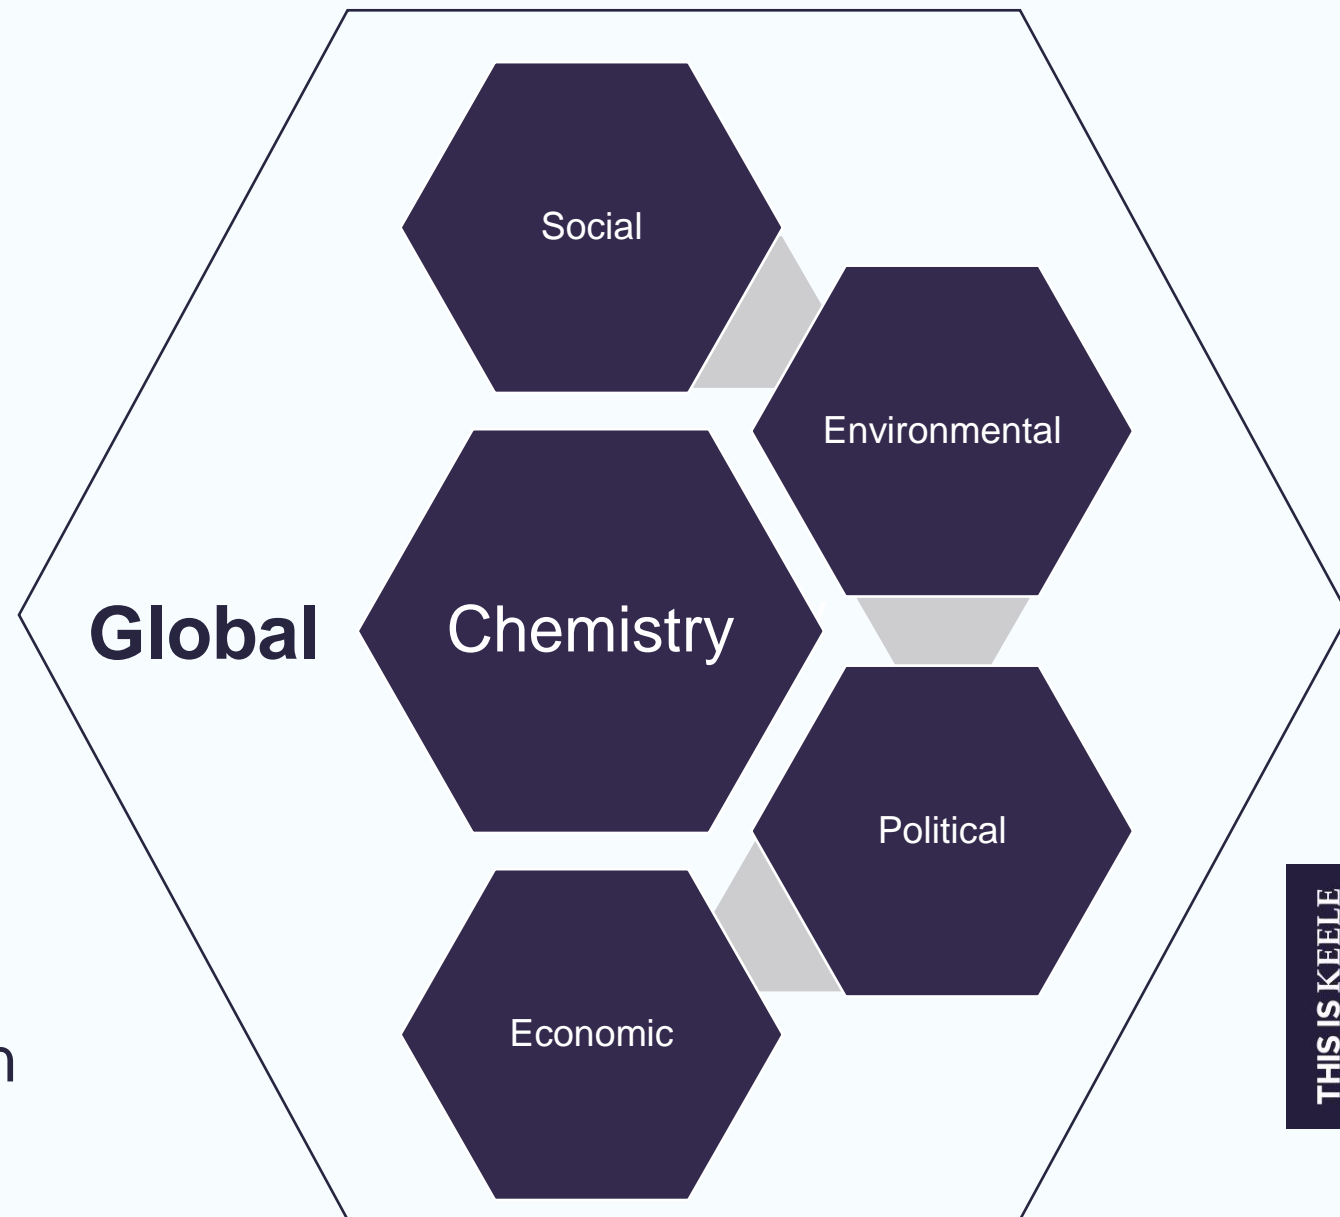 Social
Environmental
Global
Chemistry
Political
Economic
THIS IS KEELE